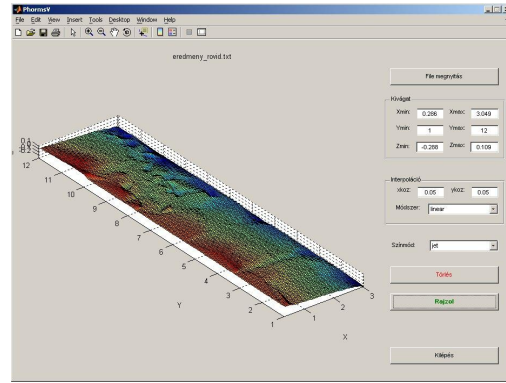 PhormsV
File Edit View Insert Tools Desktop Window Help
eredmeny_rovid.txt
File megnyitás
Kivágat
Xmin: 0.286 Xmax: 3.049
Ymin: 1 Ymax: 12
Zmin: -0.288 Zmax: 0.109
Interpoláció
xkoz: 0.05 ykoz: 0.05
Módszer: linear
Színmód: jet
Törlés
Rajzol
Kilépés
12
11
10
9
8
7
6
5
4
3
2
1
Y
1
2
3
X